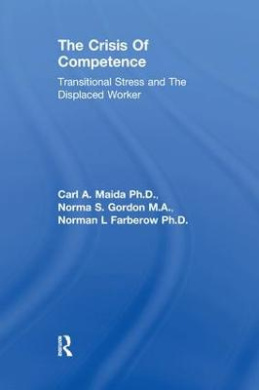 The Crisis Of
Competence
Transitional Stress and The
Displaced Worker
Carl A. Maida Ph.D.,
Norma S. Gordon M.A.,
Norman L Farberow Ph.D.
R